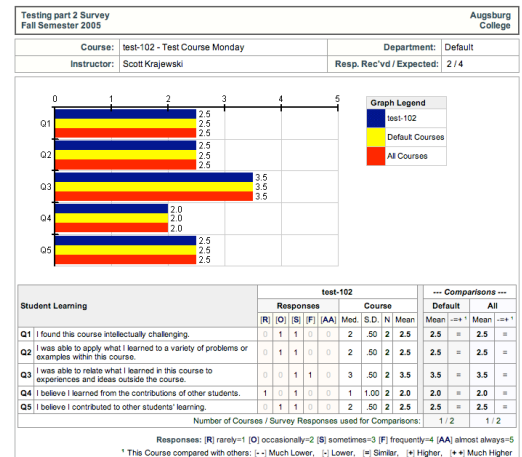 Testing part 2 Survey
Augsburg
Fall Semester 2005
College
Course: test-102 - Test Course Monday
Department: Default
Instructor: Scott Krajewski
Resp. Rec'vd / Expected: 2 / 4
0 1 2 3 4 5
Graph Legend
test-102
Default Courses
All Courses
Q1 2.5
2.5
2.5
Q2 2.5
2.5
2.5
Q3 3.5
3.5
3.5
Q4 2.0
2.0
2.0
Q5 2.5
2.5
2.5
test-102 --- Comparisons ---
Student Learning Responses Course Default All
[R] [O] [S] [F] [AA] Med. S.D. N Mean Mean -=+ ¹ Mean -=+ ¹
Q1 I found this course intellectually challenging. 0 1 1 0 0 2 .50 2 2.5 2.5 = 2.5 =
Q2 I was able to apply what I learned to a variety of problems or
examples within this course. 0 1 1 0 0 2 .50 2 2.5 2.5 = 2.5 =
Q3 I was able to relate what I learned in this course to
experiences and ideas outside the course. 0 0 1 1 0 3 .50 2 3.5 3.5 = 3.5 =
Q4 I believe I learned from the contributions of other students. 1 0 1 0 0 1 1.00 2 2.0 2.0 = 2.0 =
Q5 I believe I contributed to other students' learning. 0 1 1 0 0 2 .50 2 2.5 2.5 = 2.5 =
Number of Courses / Survey Responses used for Comparisons: 1 / 2 1 / 2
Responses: [R] rarely=1 [O] occasionally=2 [S] sometimes=3 [F] frequently=4 [AA] almost always=5
¹ This Course compared with others: [- -] Much Lower, [-] Lower, [=] Similar, [+] Higher, [+ +] Much Higher